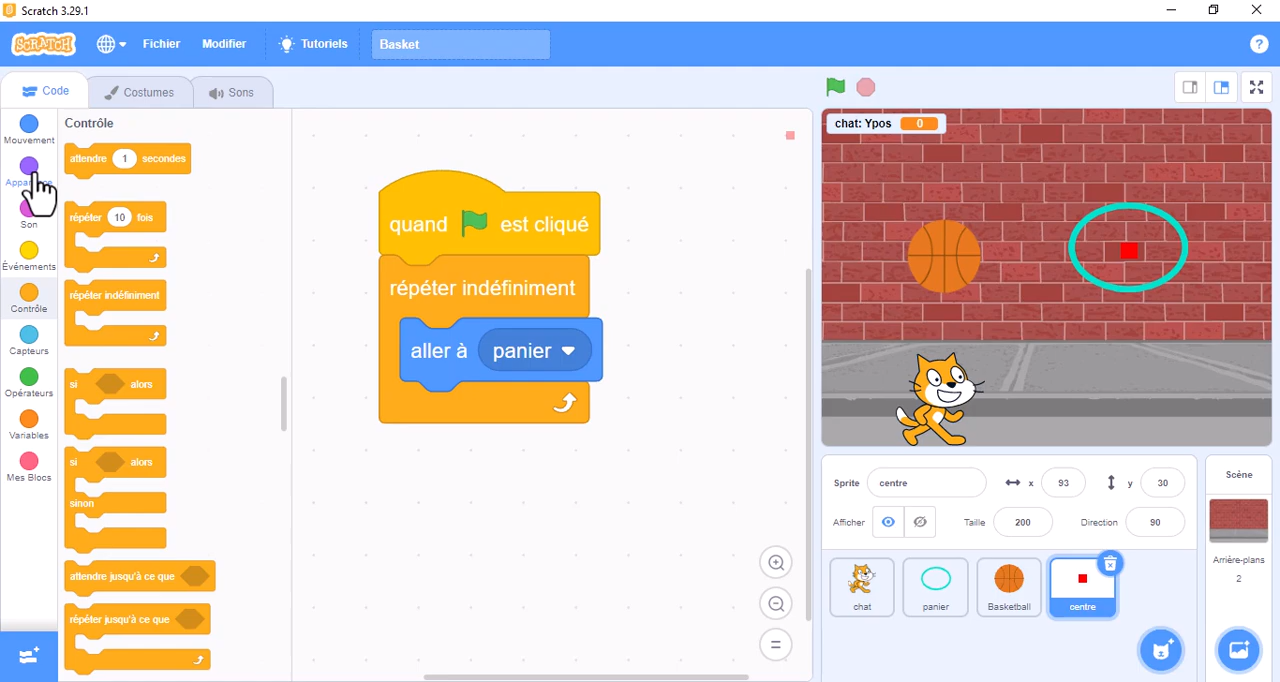 Scratch 3.29.1
SCRATCH
Fichier
Modifier
Tutoriels
Basket
?
Code
Costumes
Sons
Mouvement
Son
Événements
Contrôle
Capteurs
Opérateurs
Variables
Mes Blocs
Contrôle
attendre 1 secondes
répéter 10 fois
répéter indéfiniment
si alors
si alors
sinon
attendre jusqu'à ce que
répéter jusqu'à ce que
quand est cliqué
répéter indéfiniment
aller à panier
chat: Ypos 0
Sprite centre x 93 y 30
Afficher Taille 200 Direction 90
chat
panier
Basketball
centre
Scène
Arrière-plans
2